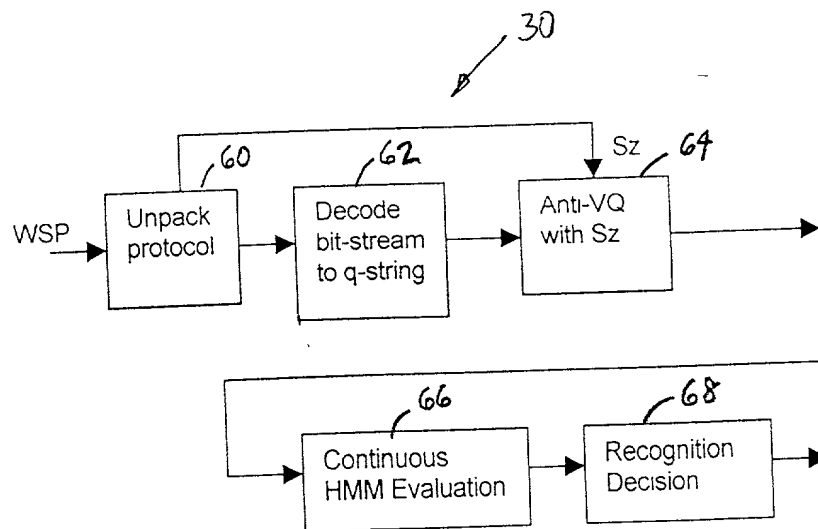 30
60
62
Sz
64
WSP
Unpack
protocol
Decode
bit-stream
to q-string
Anti-VQ
with Sz
66
68
Continuous
HMM Evaluation
Recognition
Decision